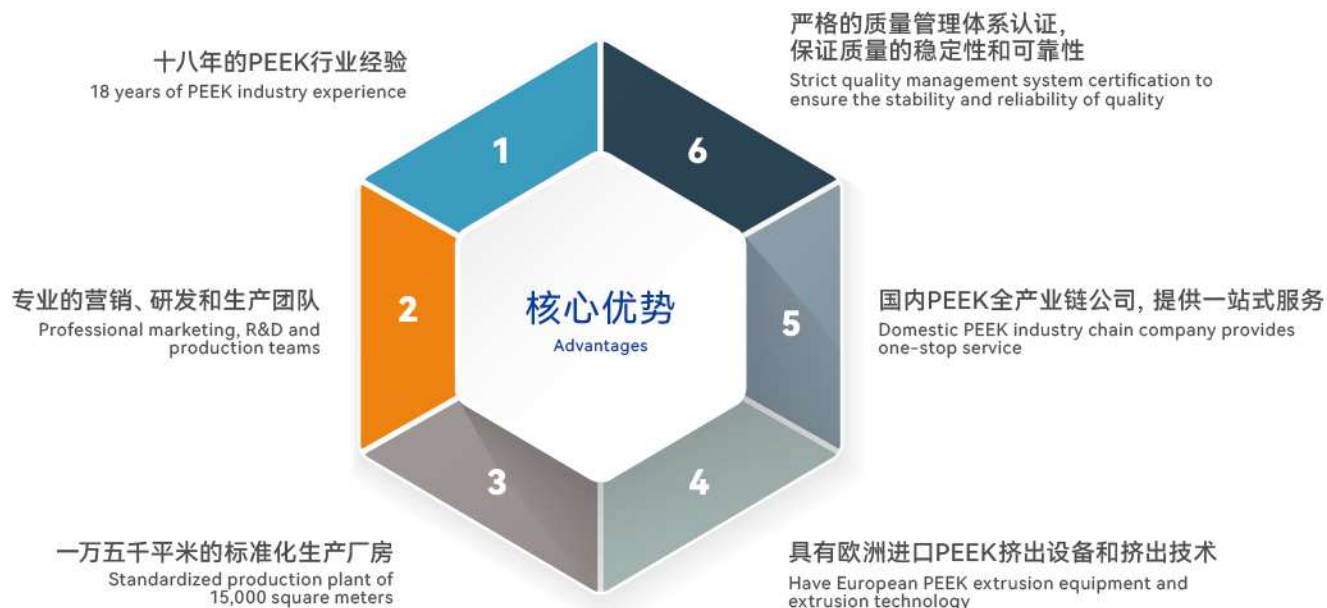 十八年的PEEK行业经验
18 years of PEEK industry experience
1
专业的营销、研发和生产团队
Professional marketing, R&D and
production teams
2
一万五千平米的标准化生产厂房
Standardized production plant of
15,000 square meters
3
核心优势
Advantages
严格的质量管理体系认证,
保证质量的稳定性和可靠性
Strict quality management system certification to
ensure the stability and reliability of quality
6
国内PEEK全产业链公司, 提供一站式服务
Domestic PEEK industry chain company provides
one-stop service
5
具有欧洲进口PEEK挤出设备和挤出技术
Have European PEEK extrusion equipment and
extrusion technology
4